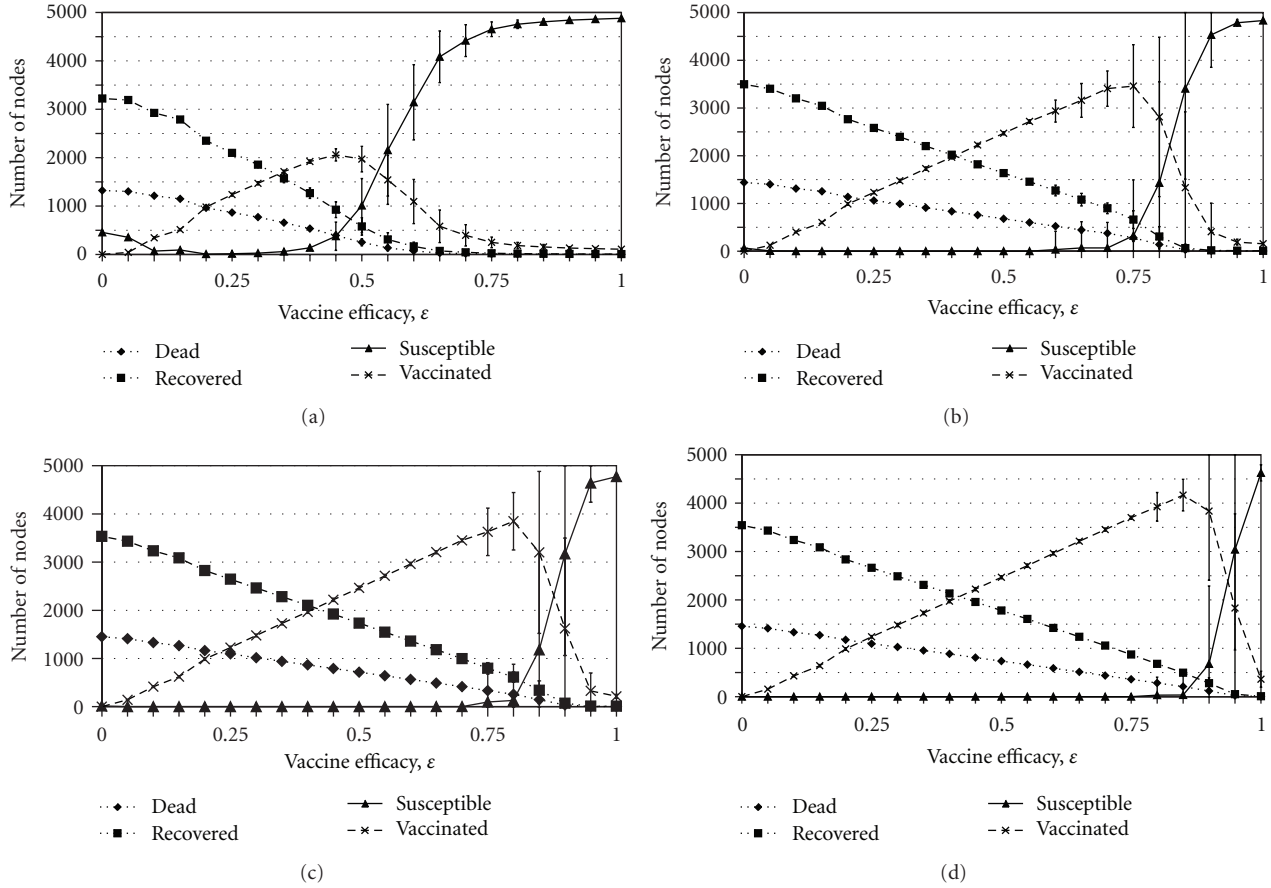 5000
4000
3000
2000
1000
0
Number of nodes
0 0.25 0.5 0.75 1
Vaccine efficacy, ε
Dead
Recovered
Susceptible
Vaccinated
(a)
5000
4000
3000
2000
1000
0
Number of nodes
0 0.25 0.5 0.75 1
Vaccine efficacy, ε
Dead
Recovered
Susceptible
Vaccinated
(b)
5000
4000
3000
2000
1000
0
Number of nodes
0 0.25 0.5 0.75 1
Vaccine efficacy, ε
Dead
Recovered
Susceptible
Vaccinated
(c)
5000
4000
3000
2000
1000
0
Number of nodes
0 0.25 0.5 0.75 1
Vaccine efficacy, ε
Dead
Recovered
Susceptible
Vaccinated
(d)